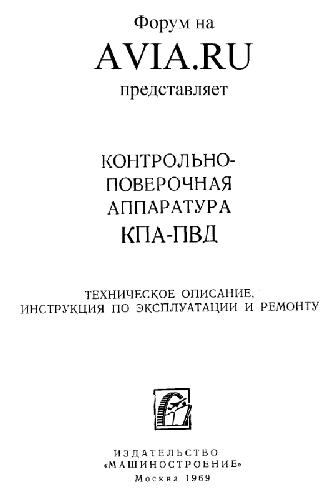 Форум на
AVIA.RU
представляет
КОНТРОЛЬНО-
ПОВЕРОЧНАЯ
АППАРАТУРА
КПА-ПВД
ТЕХНИЧЕСКОЕ ОПИСАНИЕ,
ИНСТРУКЦИЯ ПО ЭКСПЛУАТАЦИИ И РЕМОНТУ
ИЗДАТЕЛЬСТВО
«МАШИНОСТРОЕНИЕ»
Москва 1969